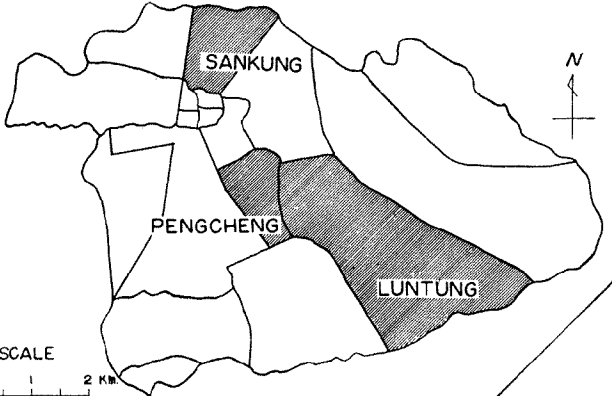 SANKUNG
N
PENGCHENG
LUNTUNG
SCALE
1 2 Km.